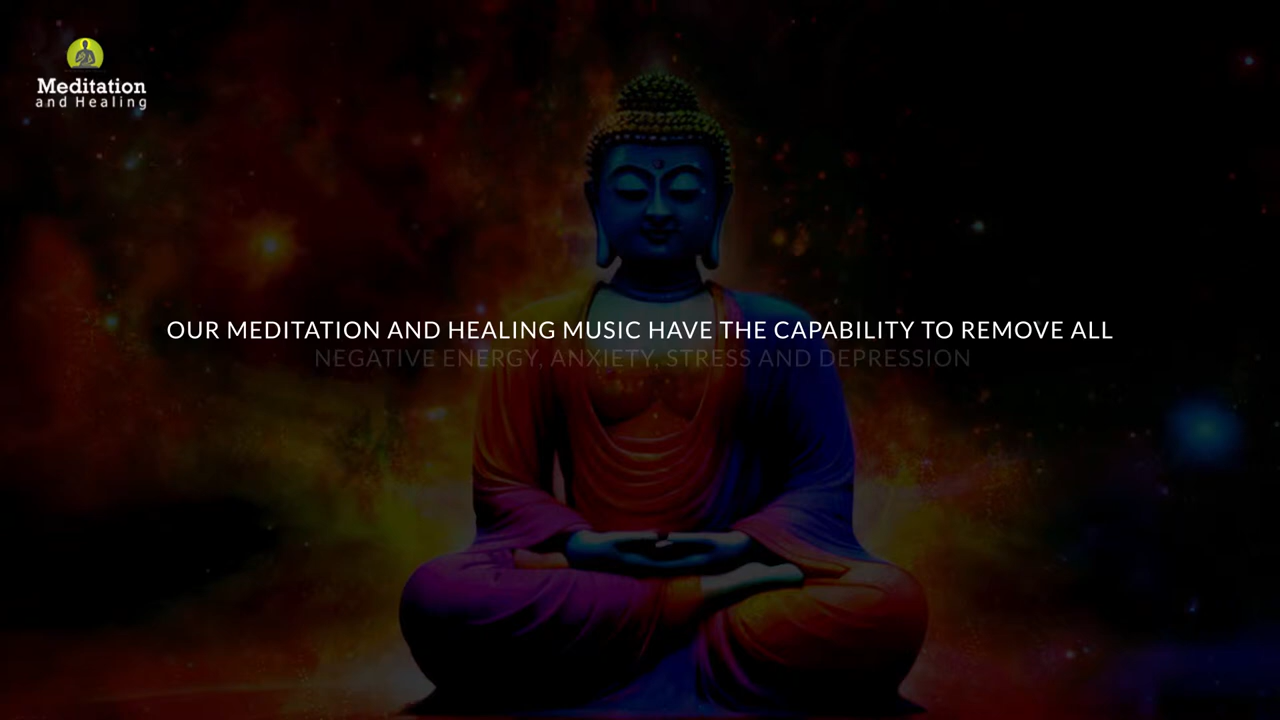 Meditation
and Healing
OUR MEDITATION AND HEALING MUSIC HAVE THE CAPABILITY TO REMOVE ALL
NEGATIVE ENERGY, ANXIETY, STRESS AND DEPRESSION